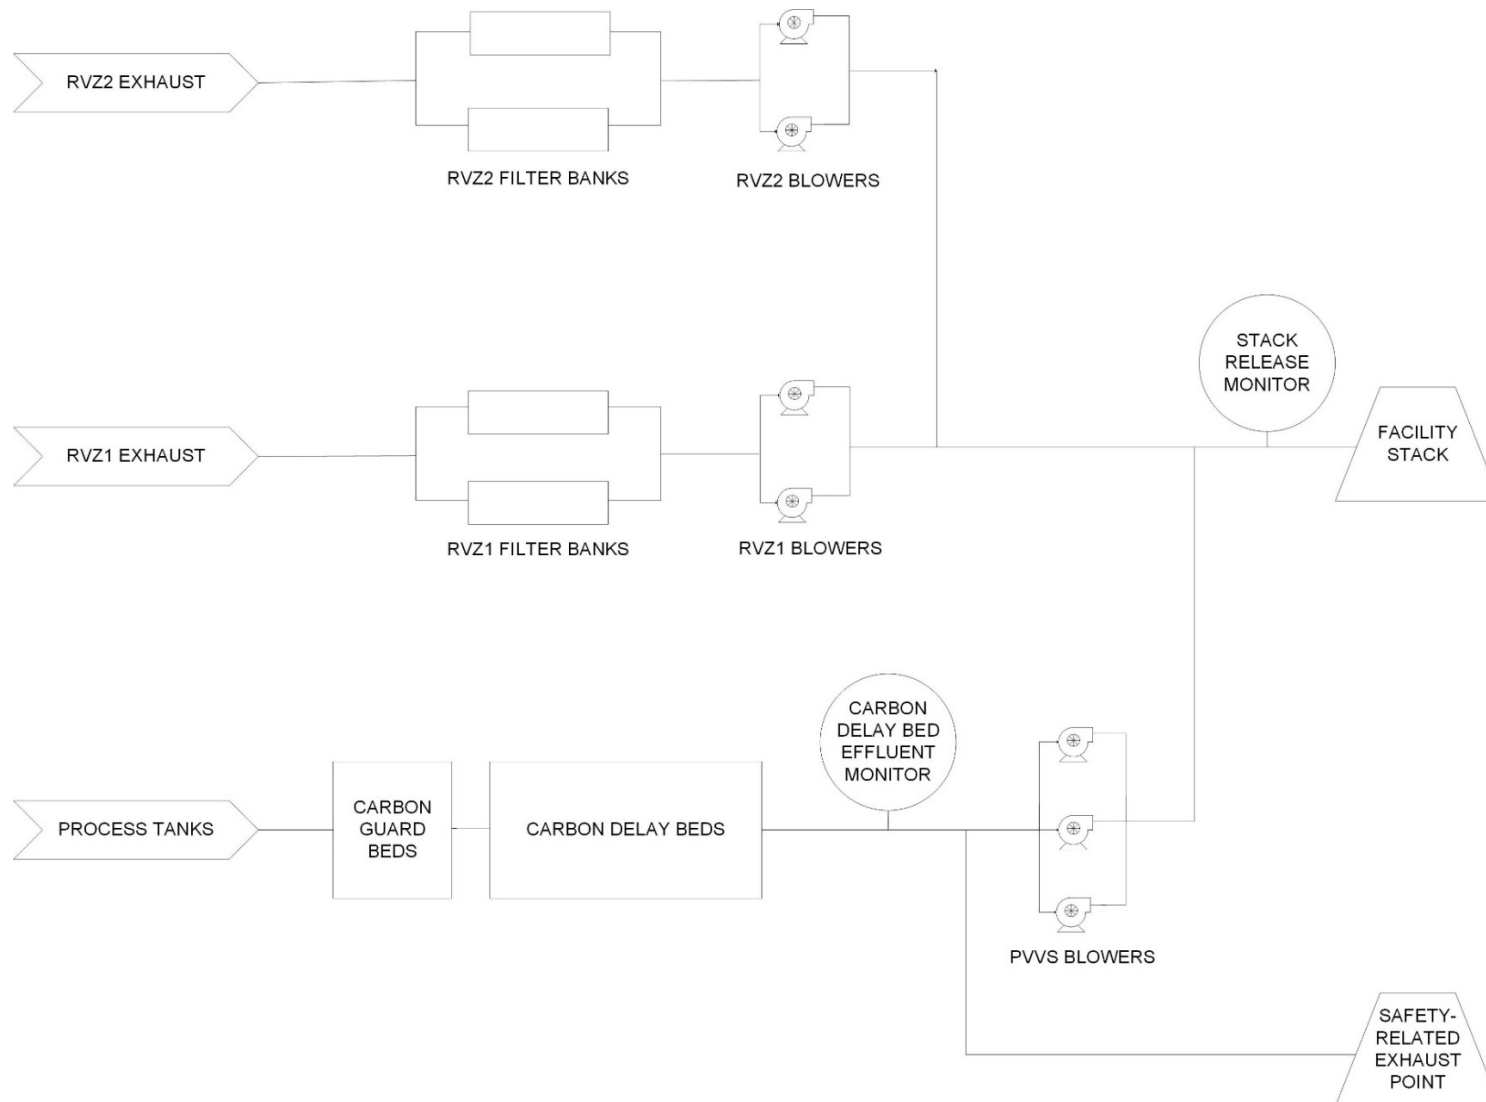 RVZ2 EXHAUST
RVZ2 FILTER BANKS
RVZ2 BLOWERS
STACK
RELEASE
MONITOR
FACILITY
STACK
RVZ1 EXHAUST
RVZ1 FILTER BANKS
RVZ1 BLOWERS
CARBON
DELAY BED
EFFLUENT
MONITOR
PROCESS TANKS
CARBON
GUARD
BEDS
CARBON DELAY BEDS
PVVS BLOWERS
SAFETY-
RELATED
EXHAUST
POINT